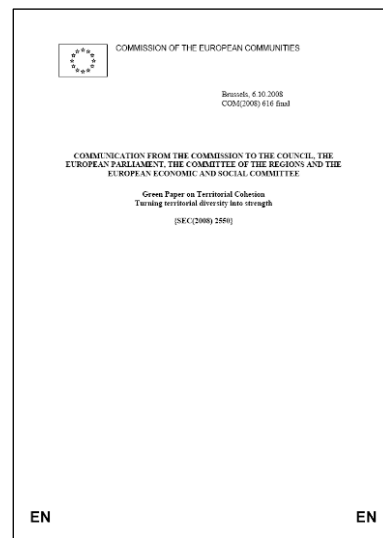 COMMISSION OF THE EUROPEAN COMMUNITIES
Brussels, 6.10.2008
COM(2008) 616 final
COMMUNICATION FROM THE COMMISSION TO THE COUNCIL, THE
EUROPEAN PARLIAMENT, THE COMMITTEE OF THE REGIONS AND THE
EUROPEAN ECONOMIC AND SOCIAL COMMITTEE
Green Paper on Territorial Cohesion
Turning territorial diversity into strength
[SEC(2008) 2550]
EN EN